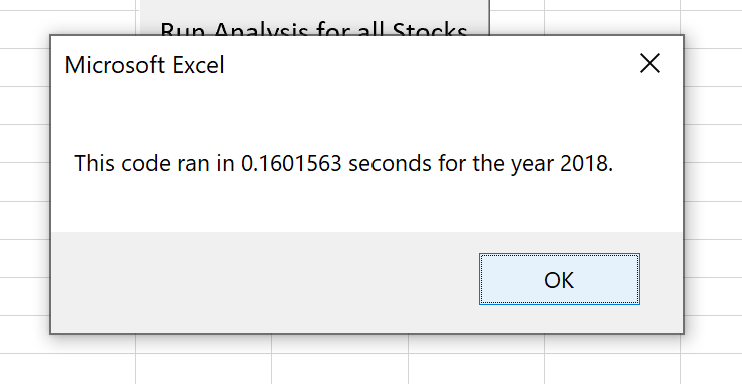 Run Analysis for all Stocks
Microsoft Excel
This code ran in 0.1601563 seconds for the year 2018.
OK